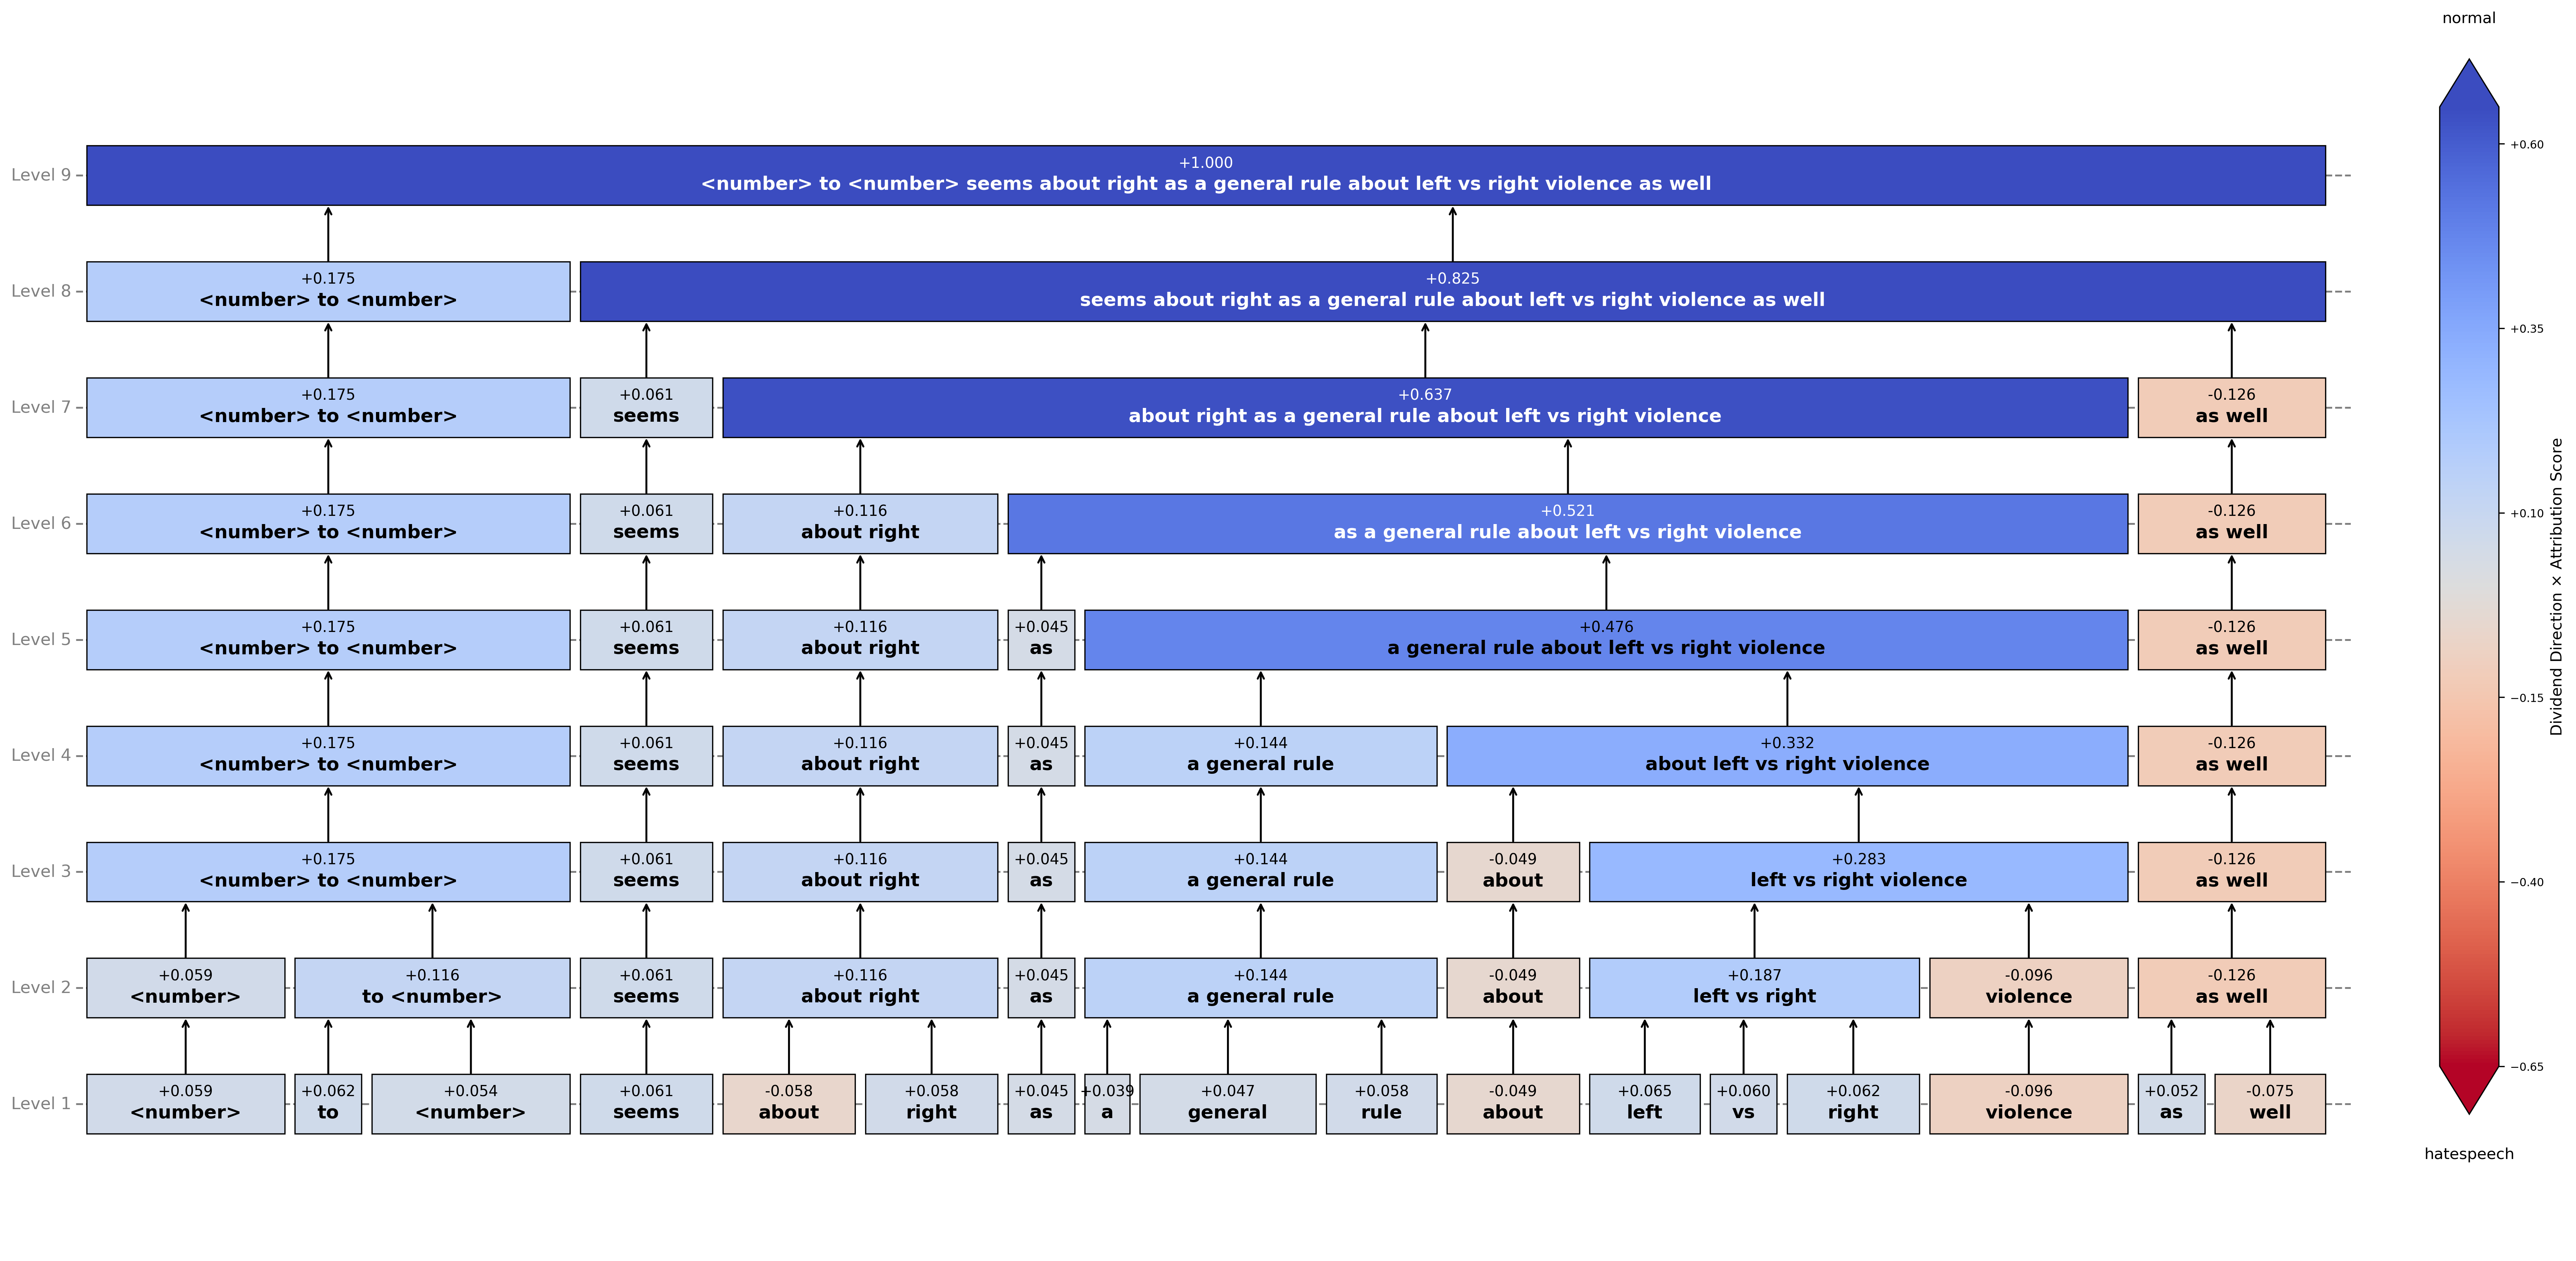 normal
Level 9
+1.000
<number> to <number> seems about right as a general rule about left vs right violence as well
Level 8
+0.175
<number> to <number>
+0.825
seems about right as a general rule about left vs right violence as well
Level 7
+0.175
<number> to <number>
+0.061
seems
+0.637
about right as a general rule about left vs right violence
-0.126
as well
Level 6
+0.175
<number> to <number>
+0.061
seems
+0.116
about right
+0.521
as a general rule about left vs right violence
-0.126
as well
Level 5
+0.175
<number> to <number>
+0.061
seems
+0.116
about right
+0.045
as
+0.476
a general rule about left vs right violence
-0.126
as well
Level 4
+0.175
<number> to <number>
+0.061
seems
+0.116
about right
+0.045
as
+0.144
a general rule
+0.332
about left vs right violence
-0.126
as well
Level 3
+0.175
<number> to <number>
+0.061
seems
+0.116
about right
+0.045
as
+0.144
a general rule
-0.049
about
+0.283
left vs right violence
-0.126
as well
Level 2
+0.059
<number>
+0.116
to <number>
+0.061
seems
+0.116
about right
+0.045
as
+0.144
a general rule
-0.049
about
+0.187
left vs right
-0.096
violence
-0.126
as well
Level 1
+0.059
<number>
+0.062
to
+0.054
<number>
+0.061
seems
-0.058
about
+0.058
right
+0.045
as
+0.039
a
+0.047
general
+0.058
rule
-0.049
about
+0.065
left
+0.060
vs
+0.062
right
-0.096
violence
+0.052
as
-0.075
well
+0.60
+0.35
+0.10
−0.15
−0.40
−0.65
Dividend Direction × Attribution Score
hatespeech